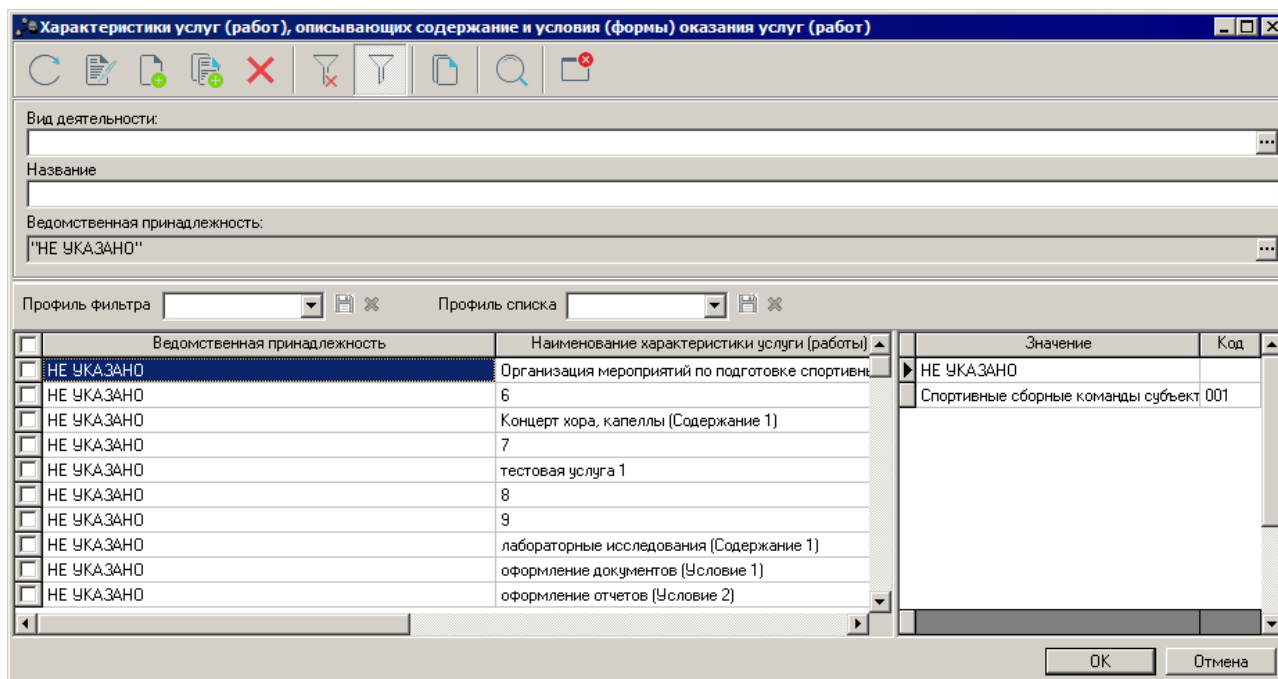 Характеристики услуг (работ), описывающих содержание и условия (формы) оказания услуг (работ)
Вид деятельности:
Название
Ведомственная принадлежность:
"НЕ УКАЗАНО"
Профиль фильтра Профиль списка
Ведомственная принадлежность Наименование характеристики услуги (работы) Значение Код
НЕ УКАЗАНО Организация мероприятий по подготовке спортивн НЕ УКАЗАНО
НЕ УКАЗАНО 6 Спортивные сборные команды субъект 001
НЕ УКАЗАНО Концерт хора, капеллы (Содержание 1)
НЕ УКАЗАНО 7
НЕ УКАЗАНО тестовая услуга 1
НЕ УКАЗАНО 8
НЕ УКАЗАНО 9
НЕ УКАЗАНО лабораторные исследования (Содержание 1)
НЕ УКАЗАНО оформление документов (Условие 1)
НЕ УКАЗАНО оформление отчетов (Условие 2)
OK Отмена